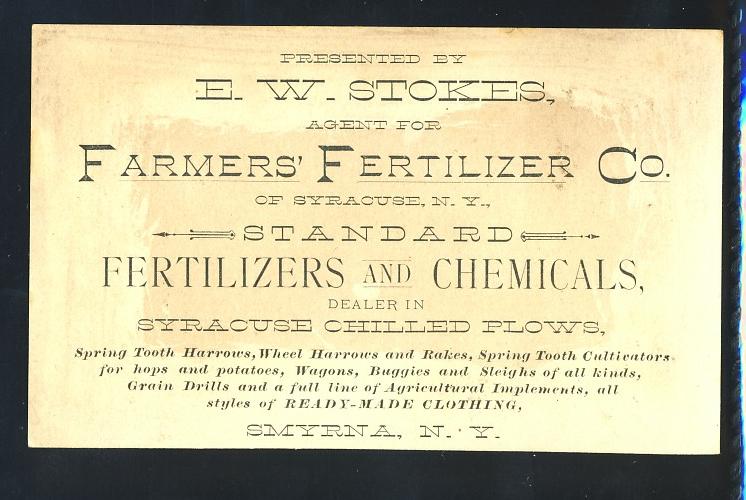 PRESENTED BY
E. W. STOKES,
AGENT FOR
FARMERS' FERTILIZER CO.
OF SYRACUSE, N. Y.,
STANDARD
FERTILIZERS AND CHEMICALS,
DEALER IN
SYRACUSE CHILLED PLOWS,
Spring Tooth Harrows, Wheel Harrows and Rakes, Spring Tooth Cultivators
for hops and potatoes, Wagons, Buggies and Sleighs of all kinds,
Grain Drills and a full line of Agricultural Implements, all
styles of READY-MADE CLOTHING,
SMYRNA, N. Y.